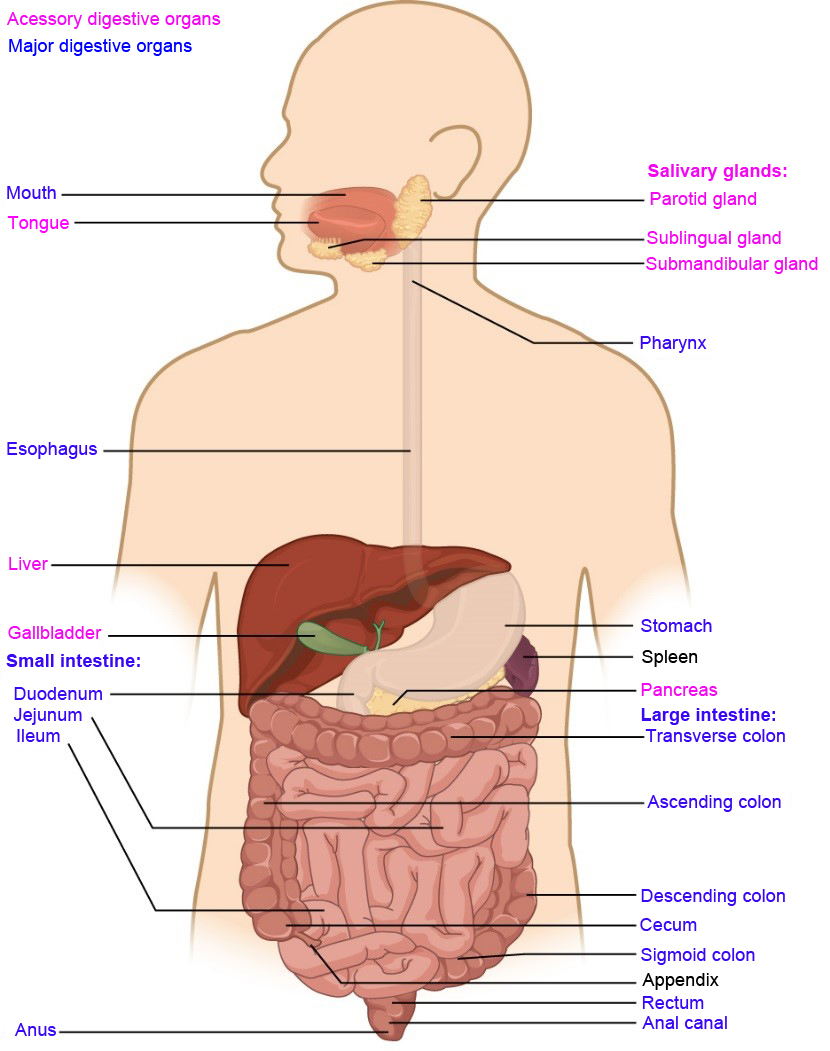 Acessory digestive organs
Major digestive organs
Mouth
Tongue
Esophagus
Liver
Gallbladder
Small intestine:
Duodenum
Jejunum
Ileum
Anus
Salivary glands:
Parotid gland
Sublingual gland
Submandibular gland
Pharynx
Stomach
Spleen
Pancreas
Large intestine:
Transverse colon
Ascending colon
Descending colon
Cecum
Sigmoid colon
Appendix
Rectum
Anal canal